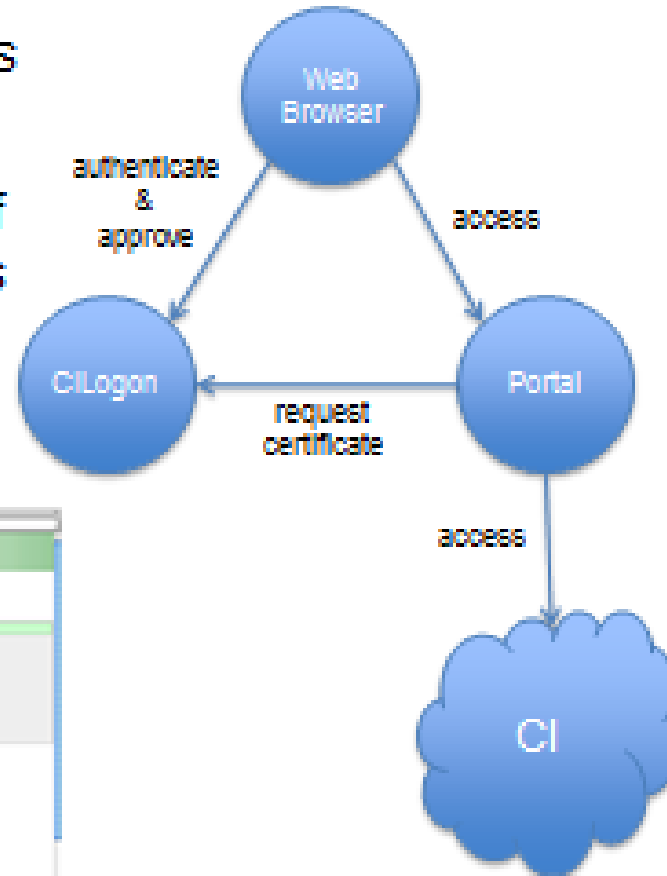 s
Web
Browser
authenticate
&
approve
access
f
s
CILogon
Portal
request
certificate
access
CI